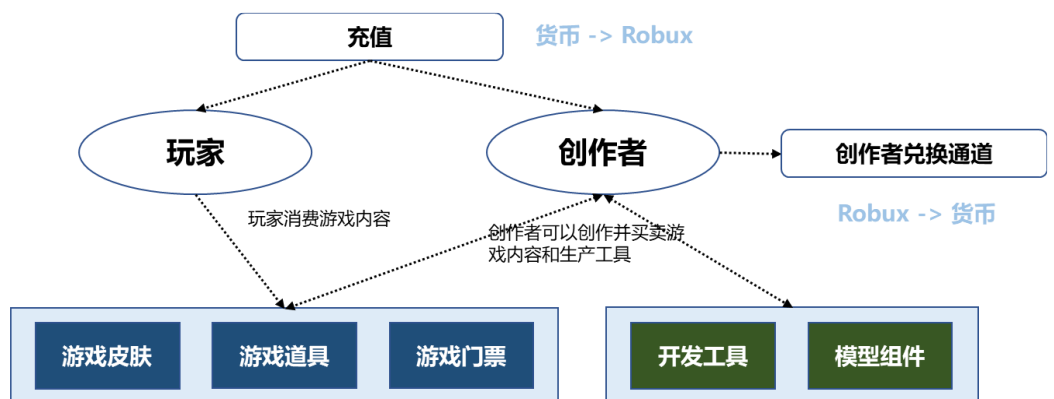 充值
货币 -> Robux
玩家
创作者
创作者兑换通道
Robux -> 货币
玩家消费游戏内容
创作者可以创作并买卖游
戏内容和生产工具
游戏皮肤
游戏道具
游戏门票
开发工具
模型组件